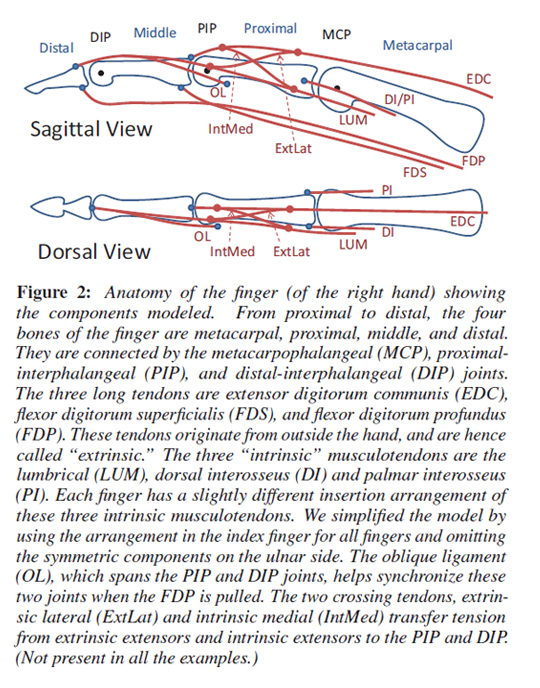 Distal DIP Middle PIP Proximal MCP Metacarpal
EDC
OL
DI/PI
LUM
IntMed
Sagittal View
ExtLat
FDP
FDS
PI
EDC
OL
DI
Dorsal View
IntMed ExtLat LUM
Figure 2: Anatomy of the finger (of the right hand) showing
the components modeled. From proximal to distal, the four
bones of the finger are metacarpal, proximal, middle, and distal.
They are connected by the metacarpophalangeal (MCP), proximal-
interphalangeal (PIP), and distal-interphalangeal (DIP) joints.
The three long tendons are extensor digitorum communis (EDC),
flexor digitorum superficialis (FDS), and flexor digitorum profundus
(FDP). These tendons originate from outside the hand, and are hence
called “extrinsic.” The three “intrinsic” musculotendons are the
lumbrical (LUM), dorsal interosseus (DI) and palmar interosseus
(PI). Each finger has a slightly different insertion arrangement of
these three intrinsic musculotendons. We simplified the model by
using the arrangement in the index finger for all fingers and omitting
the symmetric components on the ulnar side. The oblique ligament
(OL), which spans the PIP and DIP joints, helps synchronize these
two joints when the FDP is pulled. The two crossing tendons, extrin-
sic lateral (ExtLat) and intrinsic medial (IntMed) transfer tension
from extrinsic extensors and intrinsic extensors to the PIP and DIP.
(Not present in all the examples.)